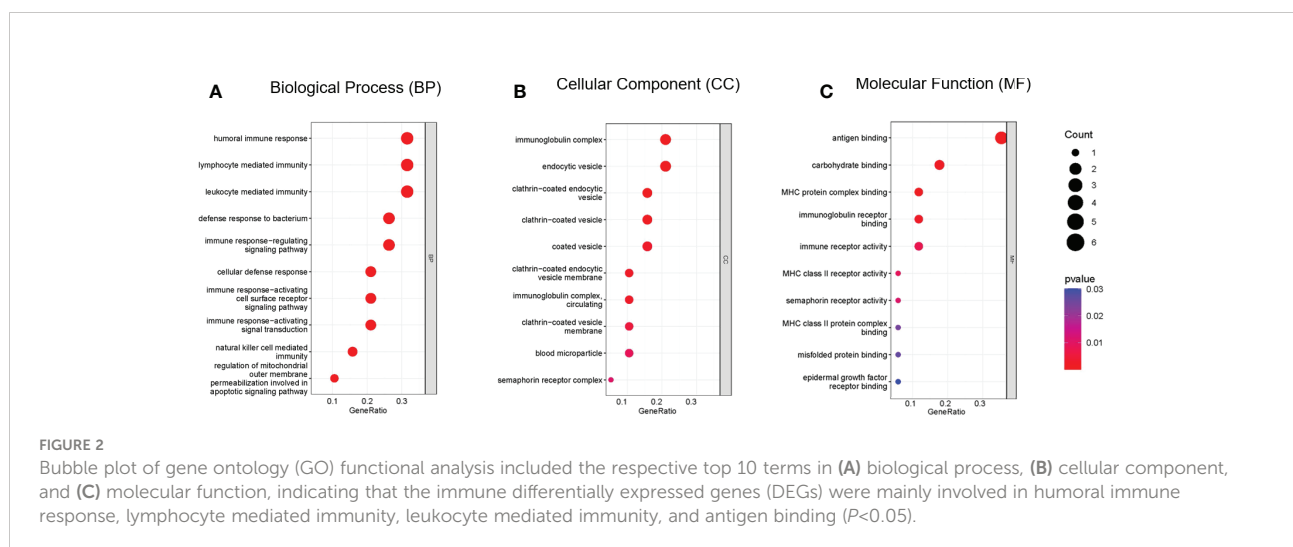 A
Biological Process (BP)
humoral immune response
lymphocyte mediated immunity
leukocyte mediated immunity
defense response to bacterium
immune response−regulating
signaling pathway
cellular defense response
immune response−activating
cell surface receptor
signaling pathway
immune response−activating
signal transduction
natural killer cell mediated
immunity
regulation of mitochondrial
outer membrane
permeabilization involved in
apoptotic signaling pathway
BP
0.1 0.2 0.3
GeneRatio
B
Cellular Component (CC)
immunoglobulin complex
endocytic vesicle
clathrin−coated endocytic
vesicle
clathrin−coated vesicle
coated vesicle
clathrin−coated endocytic
vesicle membrane
immunoglobulin complex,
circulating
clathrin−coated vesicle
membrane
blood microparticle
semaphorin receptor complex
CC
0.1 0.2 0.3
GeneRatio
C
Molecular Function (MF)
antigen binding
carbohydrate binding
MHC protein complex binding
immunoglobulin receptor
binding
immune receptor activity
MHC class II receptor activity
semaphorin receptor activity
MHC class II protein complex
binding
misfolded protein binding
epidermal growth factor
receptor binding
MF
0.1 0.2 0.3
GeneRatio
Count
1
2
3
4
5
6
pvalue
0.03
0.02
0.01
FIGURE 2
Bubble plot of gene ontology (GO) functional analysis included the respective top 10 terms in (A) biological process, (B) cellular component,
and (C) molecular function, indicating that the immune differentially expressed genes (DEGs) were mainly involved in humoral immune
response, lymphocyte mediated immunity, leukocyte mediated immunity, and antigen binding (P<0.05).